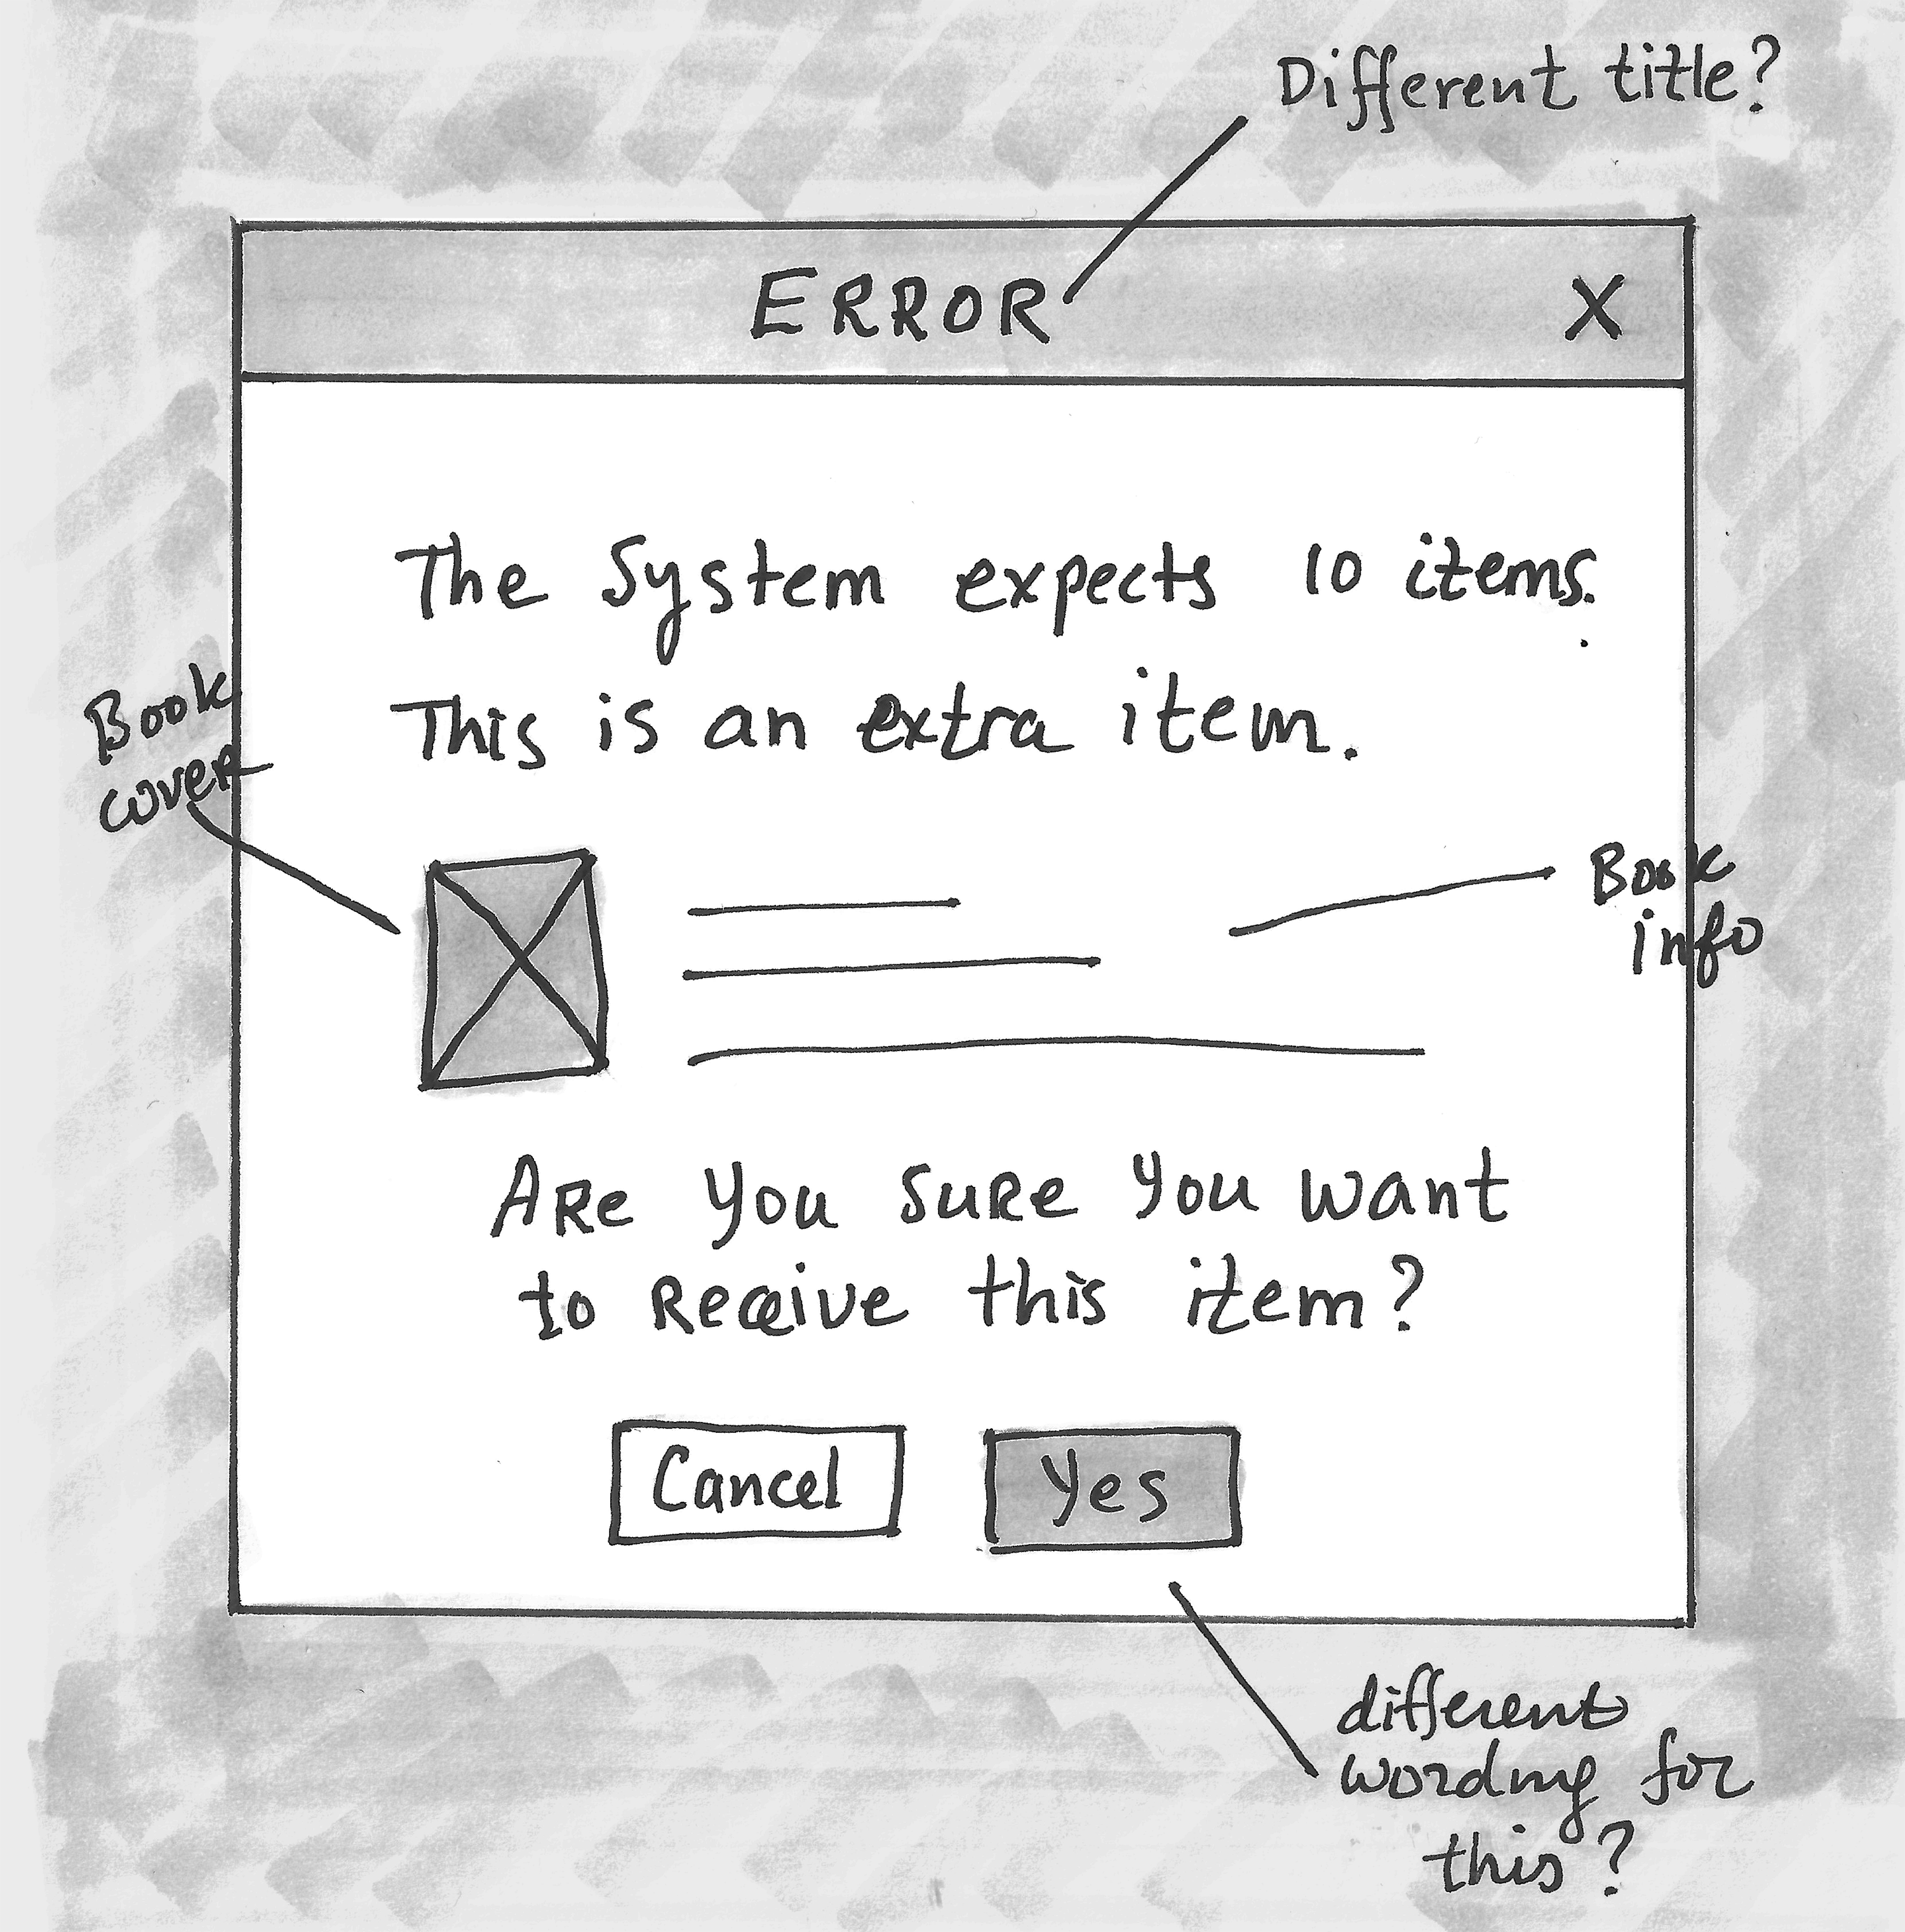 Different title?
ERROR X
The System expects 10 items.
This is an extra item.
Book
cover
Book
info
Are you sure you want
to Receive this item?
Cancel Yes
different
wording for
this?